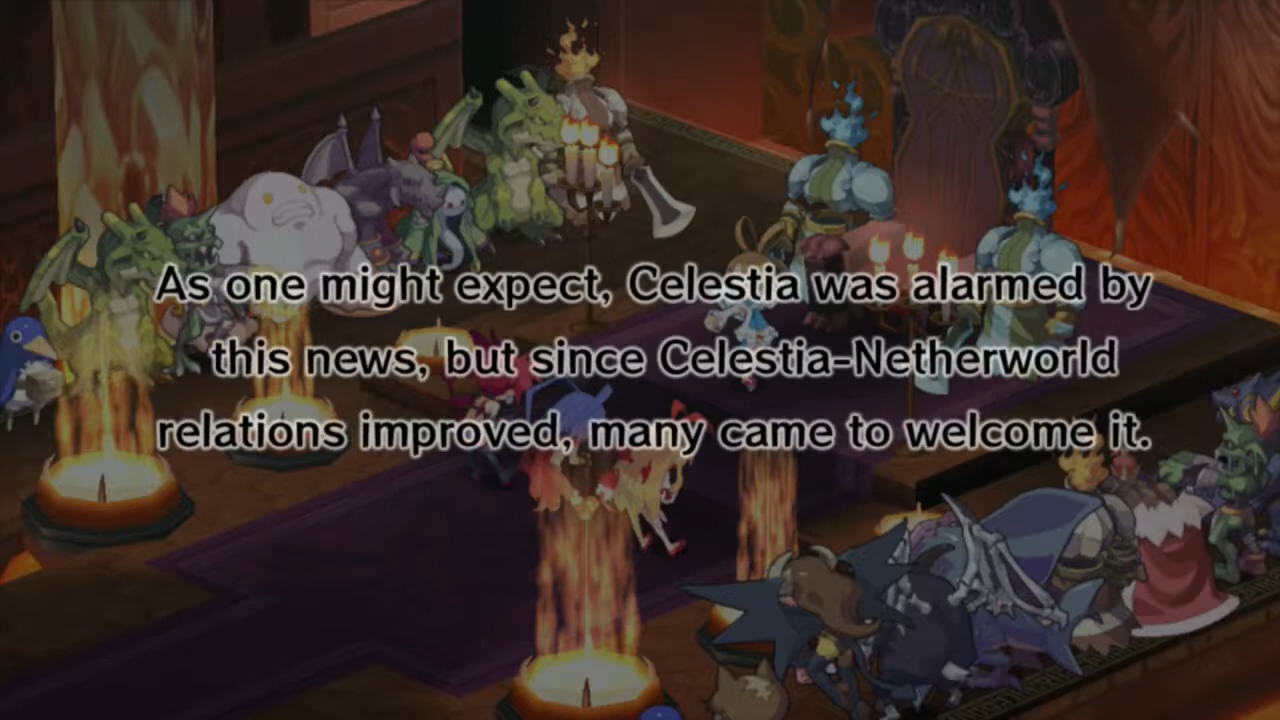 As one might expect, Celestia was alarmed by
this news, but since Celestia-Netherworld
relations improved, many came to welcome it.